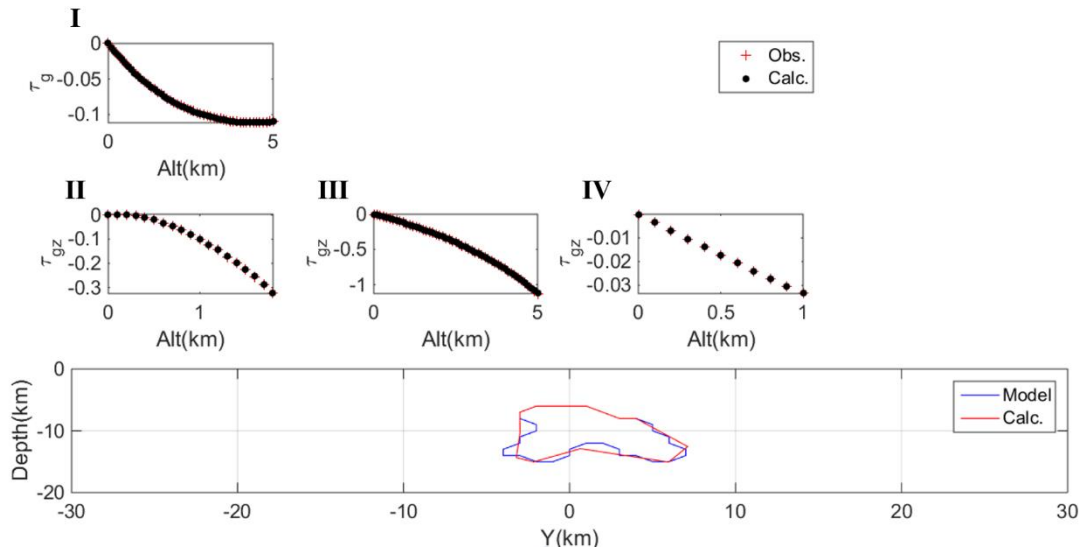 I
0
-0.05
-0.1
τg
0 5
Alt(km)
Obs.
Calc.
II
0
-0.1
-0.2
-0.3
τgz
0 1
Alt(km)
III
0
-0.5
-1
τgz
0 5
Alt(km)
IV
0
-0.01
-0.02
-0.03
τgz
0 0.5 1
Alt(km)
0
-10
-20
Depth(km)
-30 -20 -10 0 10 20 30
Y(km)
Model
Calc.